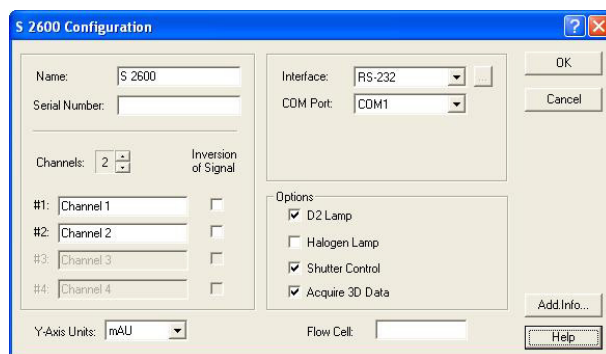 S 2600 Configuration
Name: S 2600
Serial Number:
Channels: 2
Inversion of Signal
#1: Channel 1
#2: Channel 2
#3: Channel 3
#4: Channel 4
Y-Axis Units: mAU
Interface: RS-232 ...
COM Port: COM1
Options
D2 Lamp
Halogen Lamp
Shutter Control
Acquire 3D Data
Flow Cell:
OK
Cancel
Add.Info...
Help